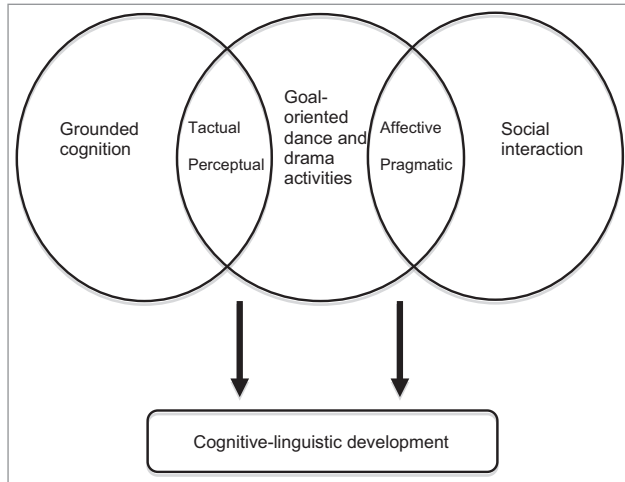 Grounded
cognition
Tactual
Perceptual
Goal-
oriented
dance and
drama
activities
Affective
Pragmatic
Social
interaction
Cognitive-linguistic development